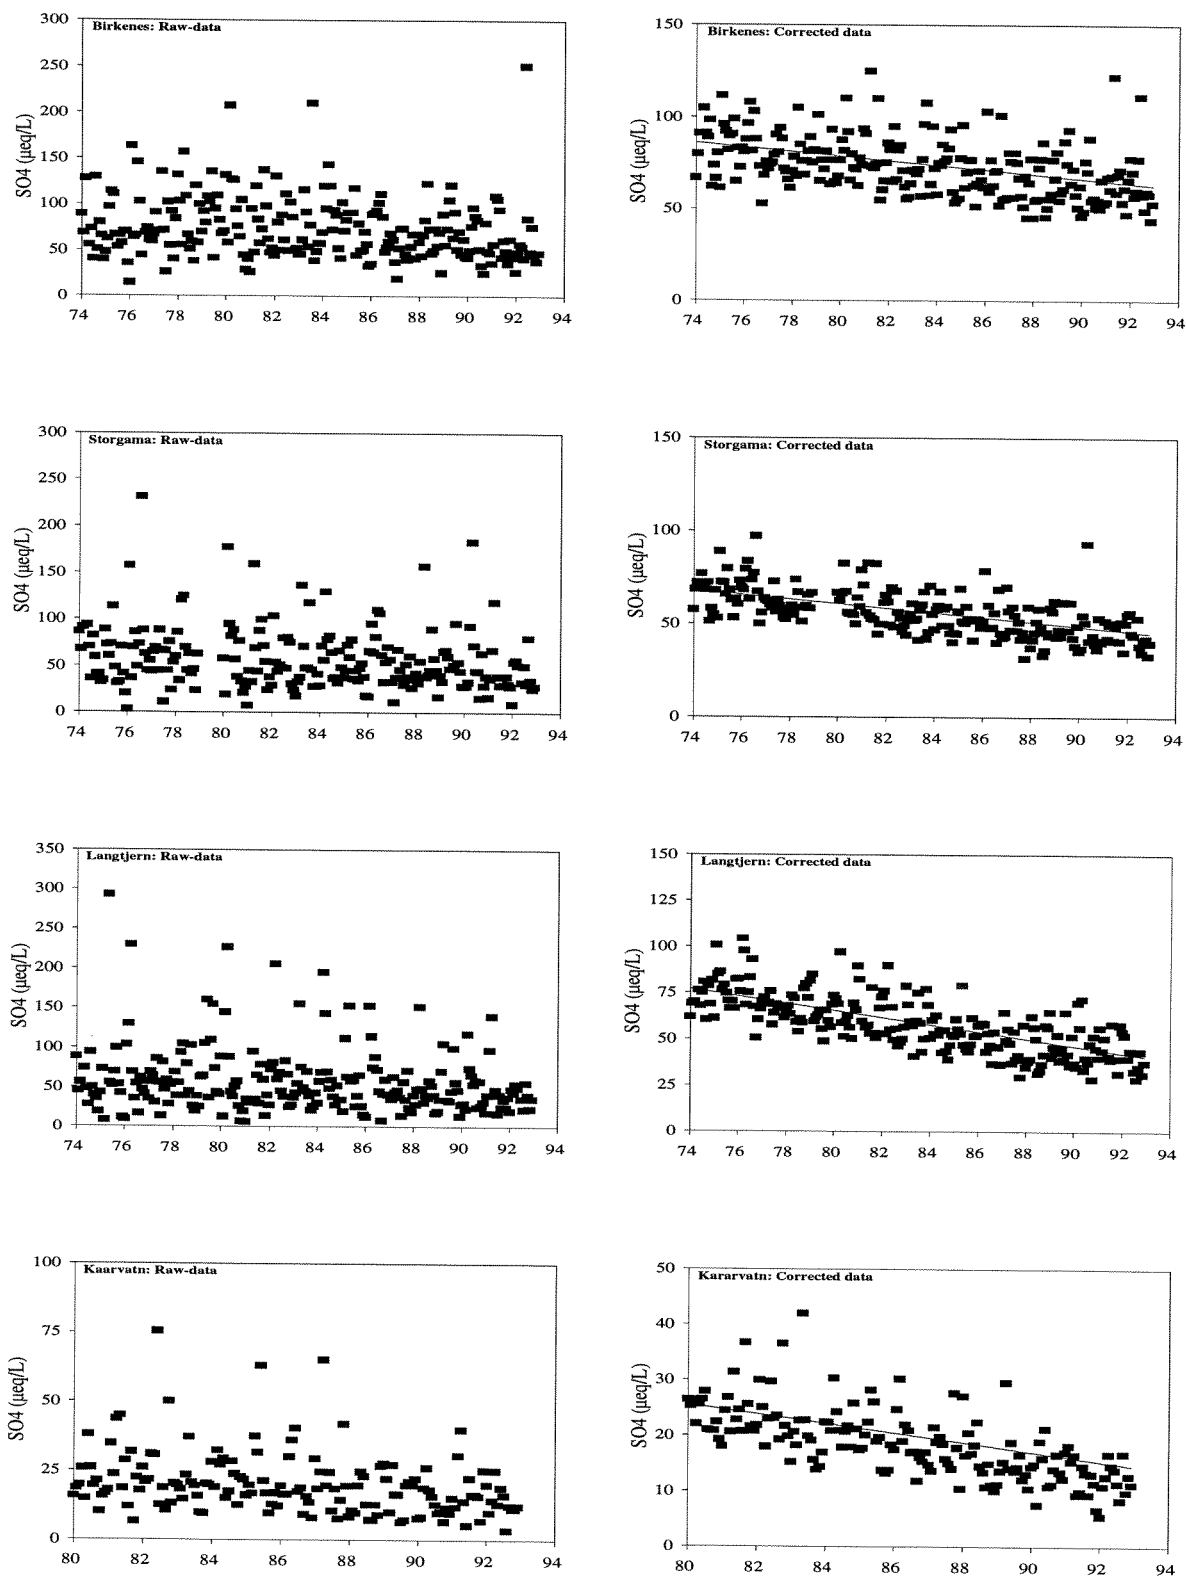 Birkenes: Raw-data
SO4 (µeq/L)
300
250
200
150
100
50
0
74 76 78 80 82 84 86 88 90 92 94
Birkenes: Corrected data
SO4 (µeq/L)
150
100
50
0
74 76 78 80 82 84 86 88 90 92 94
Storgama: Raw-data
SO4 (µeq/L)
300
250
200
150
100
50
0
74 76 78 80 82 84 86 88 90 92 94
Storgama: Corrected data
SO4 (µeq/L)
150
100
50
0
74 76 78 80 82 84 86 88 90 92 94
Langtjern: Raw-data
SO4 (µeq/L)
350
300
250
200
150
100
50
0
74 76 78 80 82 84 86 88 90 92 94
Langtjern: Corrected data
SO4 (µeq/L)
150
125
100
75
50
25
0
74 76 78 80 82 84 86 88 90 92 94
Kaarvatn: Raw-data
SO4 (µeq/L)
100
75
50
25
0
80 82 84 86 88 90 92 94
Kararvatn: Corrected data
SO4 (µeq/L)
50
40
30
20
10
0
80 82 84 86 88 90 92 94